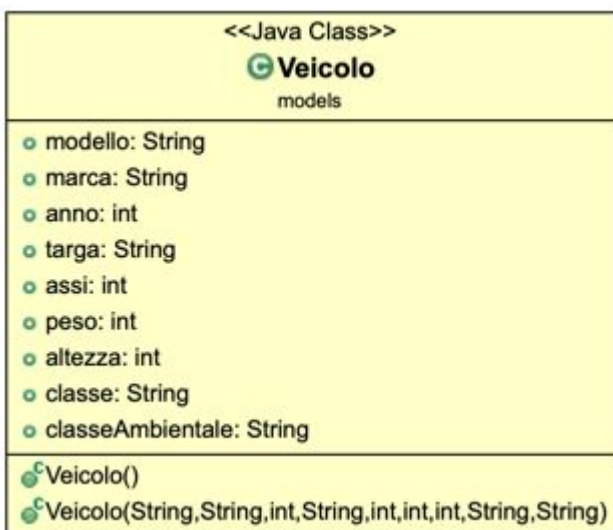 <<Java Class>>
Veicolo
models
modello: String
marca: String
anno: int
targa: String
assi: int
peso: int
altezza: int
classe: String
classeAmbientale: String
Veicolo()
Veicolo(String,String,int,String,int,int,int,String,String)